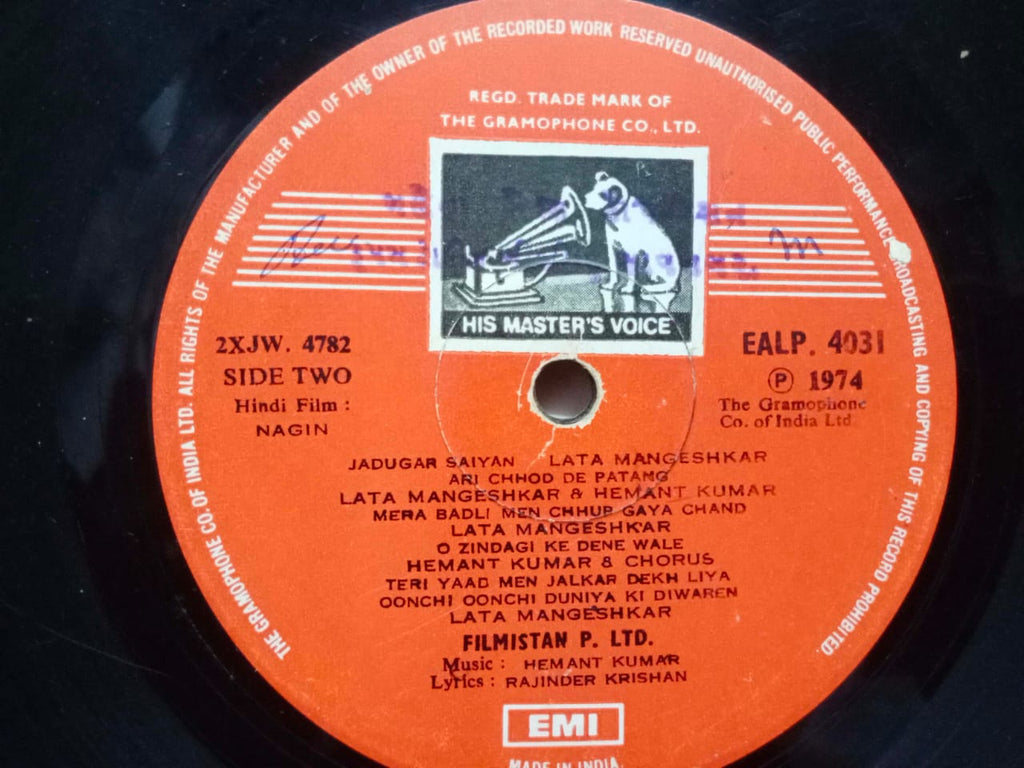 THE GRAMOPHONE CO. OF INDIA LTD. ALL RIGHTS OF THE MANUFACTURER AND OF THE OWNER OF THE RECORDED WORK RESERVED UNAUTHORISED PUBLIC PERFORMANCE BROADCASTING AND COPYING OF THIS RECORD PROHIBITED.
REGD. TRADE MARK OF
THE GRAMOPHONE CO., LTD.
HIS MASTER'S VOICE
2XJW. 4782
SIDE TWO
Hindi Film :
NAGIN
EALP. 4031
Ⓟ 1974
The Gramophone
Co. of India Ltd.
JADUGAR SAIYAN LATA MANGESHKAR
ARI CHHOD DE PATANG
LATA MANGESHKAR & HEMANT KUMAR
MERA BADLI MEN CHHUP GAYA CHAND
LATA MANGESHKAR
O ZINDAGI KE DENE WALE
HEMANT KUMAR & CHORUS
TERI YAAD MEN JALKAR DEKH LIYA
OONCHI OONCHI DUNIYA KI DIWAREN
LATA MANGESHKAR
FILMISTAN P. LTD.
Music : HEMANT KUMAR
Lyrics : RAJINDER KRISHAN
EMI
MADE IN INDIA.